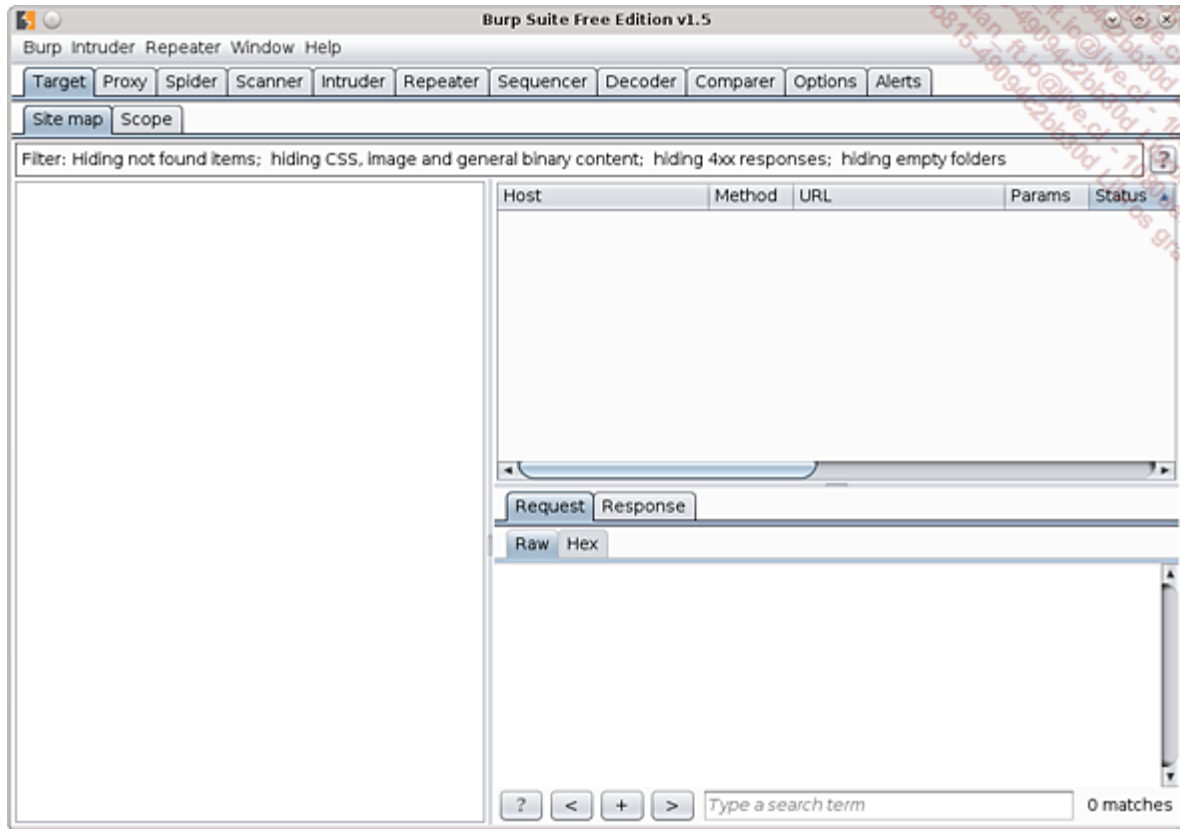 Burp Suite Free Edition v1.5
Burp Intruder Repeater Window Help
Target Proxy Spider Scanner Intruder Repeater Sequencer Decoder Comparer Options Alerts
Site map Scope
Filter: Hiding not found items; hiding CSS, image and general binary content; hiding 4xx responses; hiding empty folders ?
Host Method URL Params Status
Request Response
Raw Hex
? < + > Type a search term 0 matches